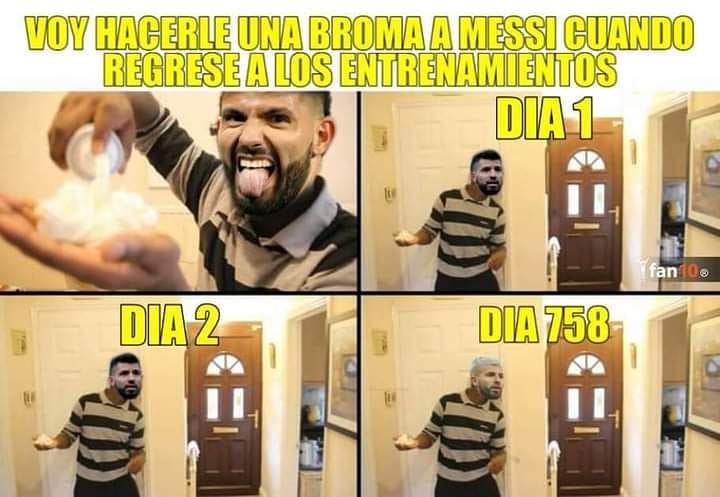 VOY HACERLE UNA BROMA A MESSI CUANDO
REGRESE A LOS ENTRENAMIENTOS
DIA 1
fan10®
DIA 2
DIA 758